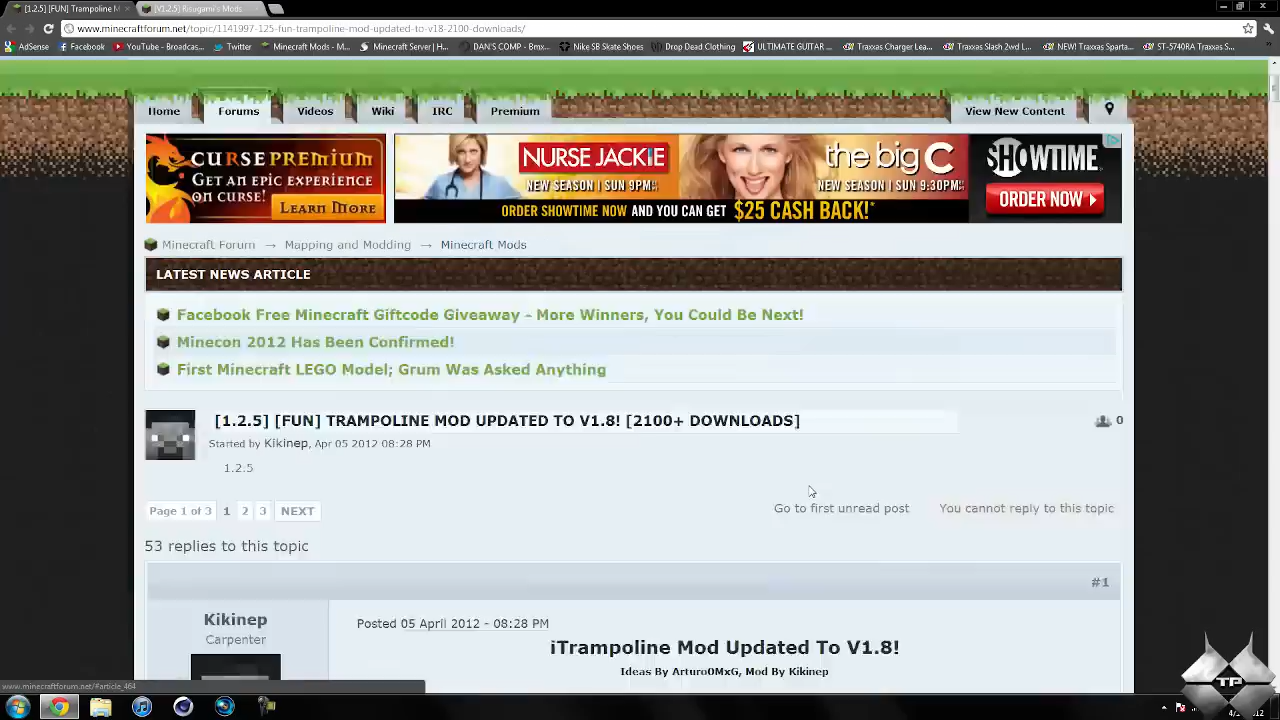 [1.2.5] [FUN] Trampoline M
[V1.2.5] Risugami's Mods
www.minecraftforum.net/topic/1141997-125-fun-trampoline-mod-updated-to-v18-2100-downloads/
AdSense Facebook YouTube - Broadcas... Twitter Minecraft Mods - M... Minecraft Server | H... DAN'S COMP - Bmx... Nike SB Skate Shoes Drop Dead Clothing ULTIMATE GUITAR ... Traxxas Charger Lea... Traxxas Slash 2wd L... NEW! Traxxas Sparta... ST-5740RA Traxxas S...
Home Forums Videos Wiki IRC Premium View New Content
CURSE PREMIUM
GET AN EPIC EXPERIENCE
ON CURSE!
LEARN MORE
NURSE JACKIE
NEW SEASON | SUN 9PM
the big C
NEW SEASON | SUN 9:30PM
ORDER SHOWTIME NOW AND YOU CAN GET $25 CASH BACK!*
SHOWTIME
ORDER NOW
Minecraft Forum → Mapping and Modding → Minecraft Mods
LATEST NEWS ARTICLE
Facebook Free Minecraft Giftcode Giveaway - More Winners, You Could Be Next!
Minecon 2012 Has Been Confirmed!
First Minecraft LEGO Model; Grum Was Asked Anything
[1.2.5] [FUN] TRAMPOLINE MOD UPDATED TO V1.8! [2100+ DOWNLOADS]
0
Started by Kikinep, Apr 05 2012 08:28 PM
1.2.5
Page 1 of 3 1 2 3 NEXT
Go to first unread post You cannot reply to this topic
53 replies to this topic
#1
Kikinep
Carpenter
Posted 05 April 2012 - 08:28 PM
iTrampoline Mod Updated To V1.8!
Ideas By Arturo0MxG, Mod By Kikinep
www.minecraftforum.net/#article_464
TP